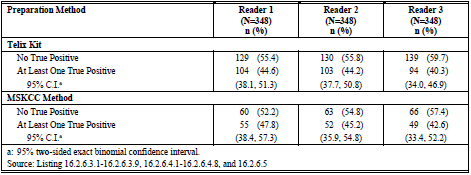 Preparation Method Reader 1 Reader 2 Reader 3
(N=348) (N=348) (N=348)
n (%) n (%) n (%)
Telix Kit
No True Positive 129 (55.4) 130 (55.8) 139 (59.7)
At Least One True Positive 104 (44.6) 103 (44.2) 94 (40.3)
95% C.I.a (38.1, 51.3) (37.7, 50.8) (34.0, 46.9)
MSKCC Method
No True Positive 60 (52.2) 63 (54.8) 66 (57.4)
At Least One True Positive 55 (47.8) 52 (45.2) 49 (42.6)
95% C.I.a (38.4, 57.3) (35.9, 54.8) (33.4, 52.2)
a: 95% two-sided exact binomial confidence interval.
Source: Listing 16.2.6.3.1-16.2.6.3.9, 16.2.6.4.1-16.2.6.4.8, and 16.2.6.5